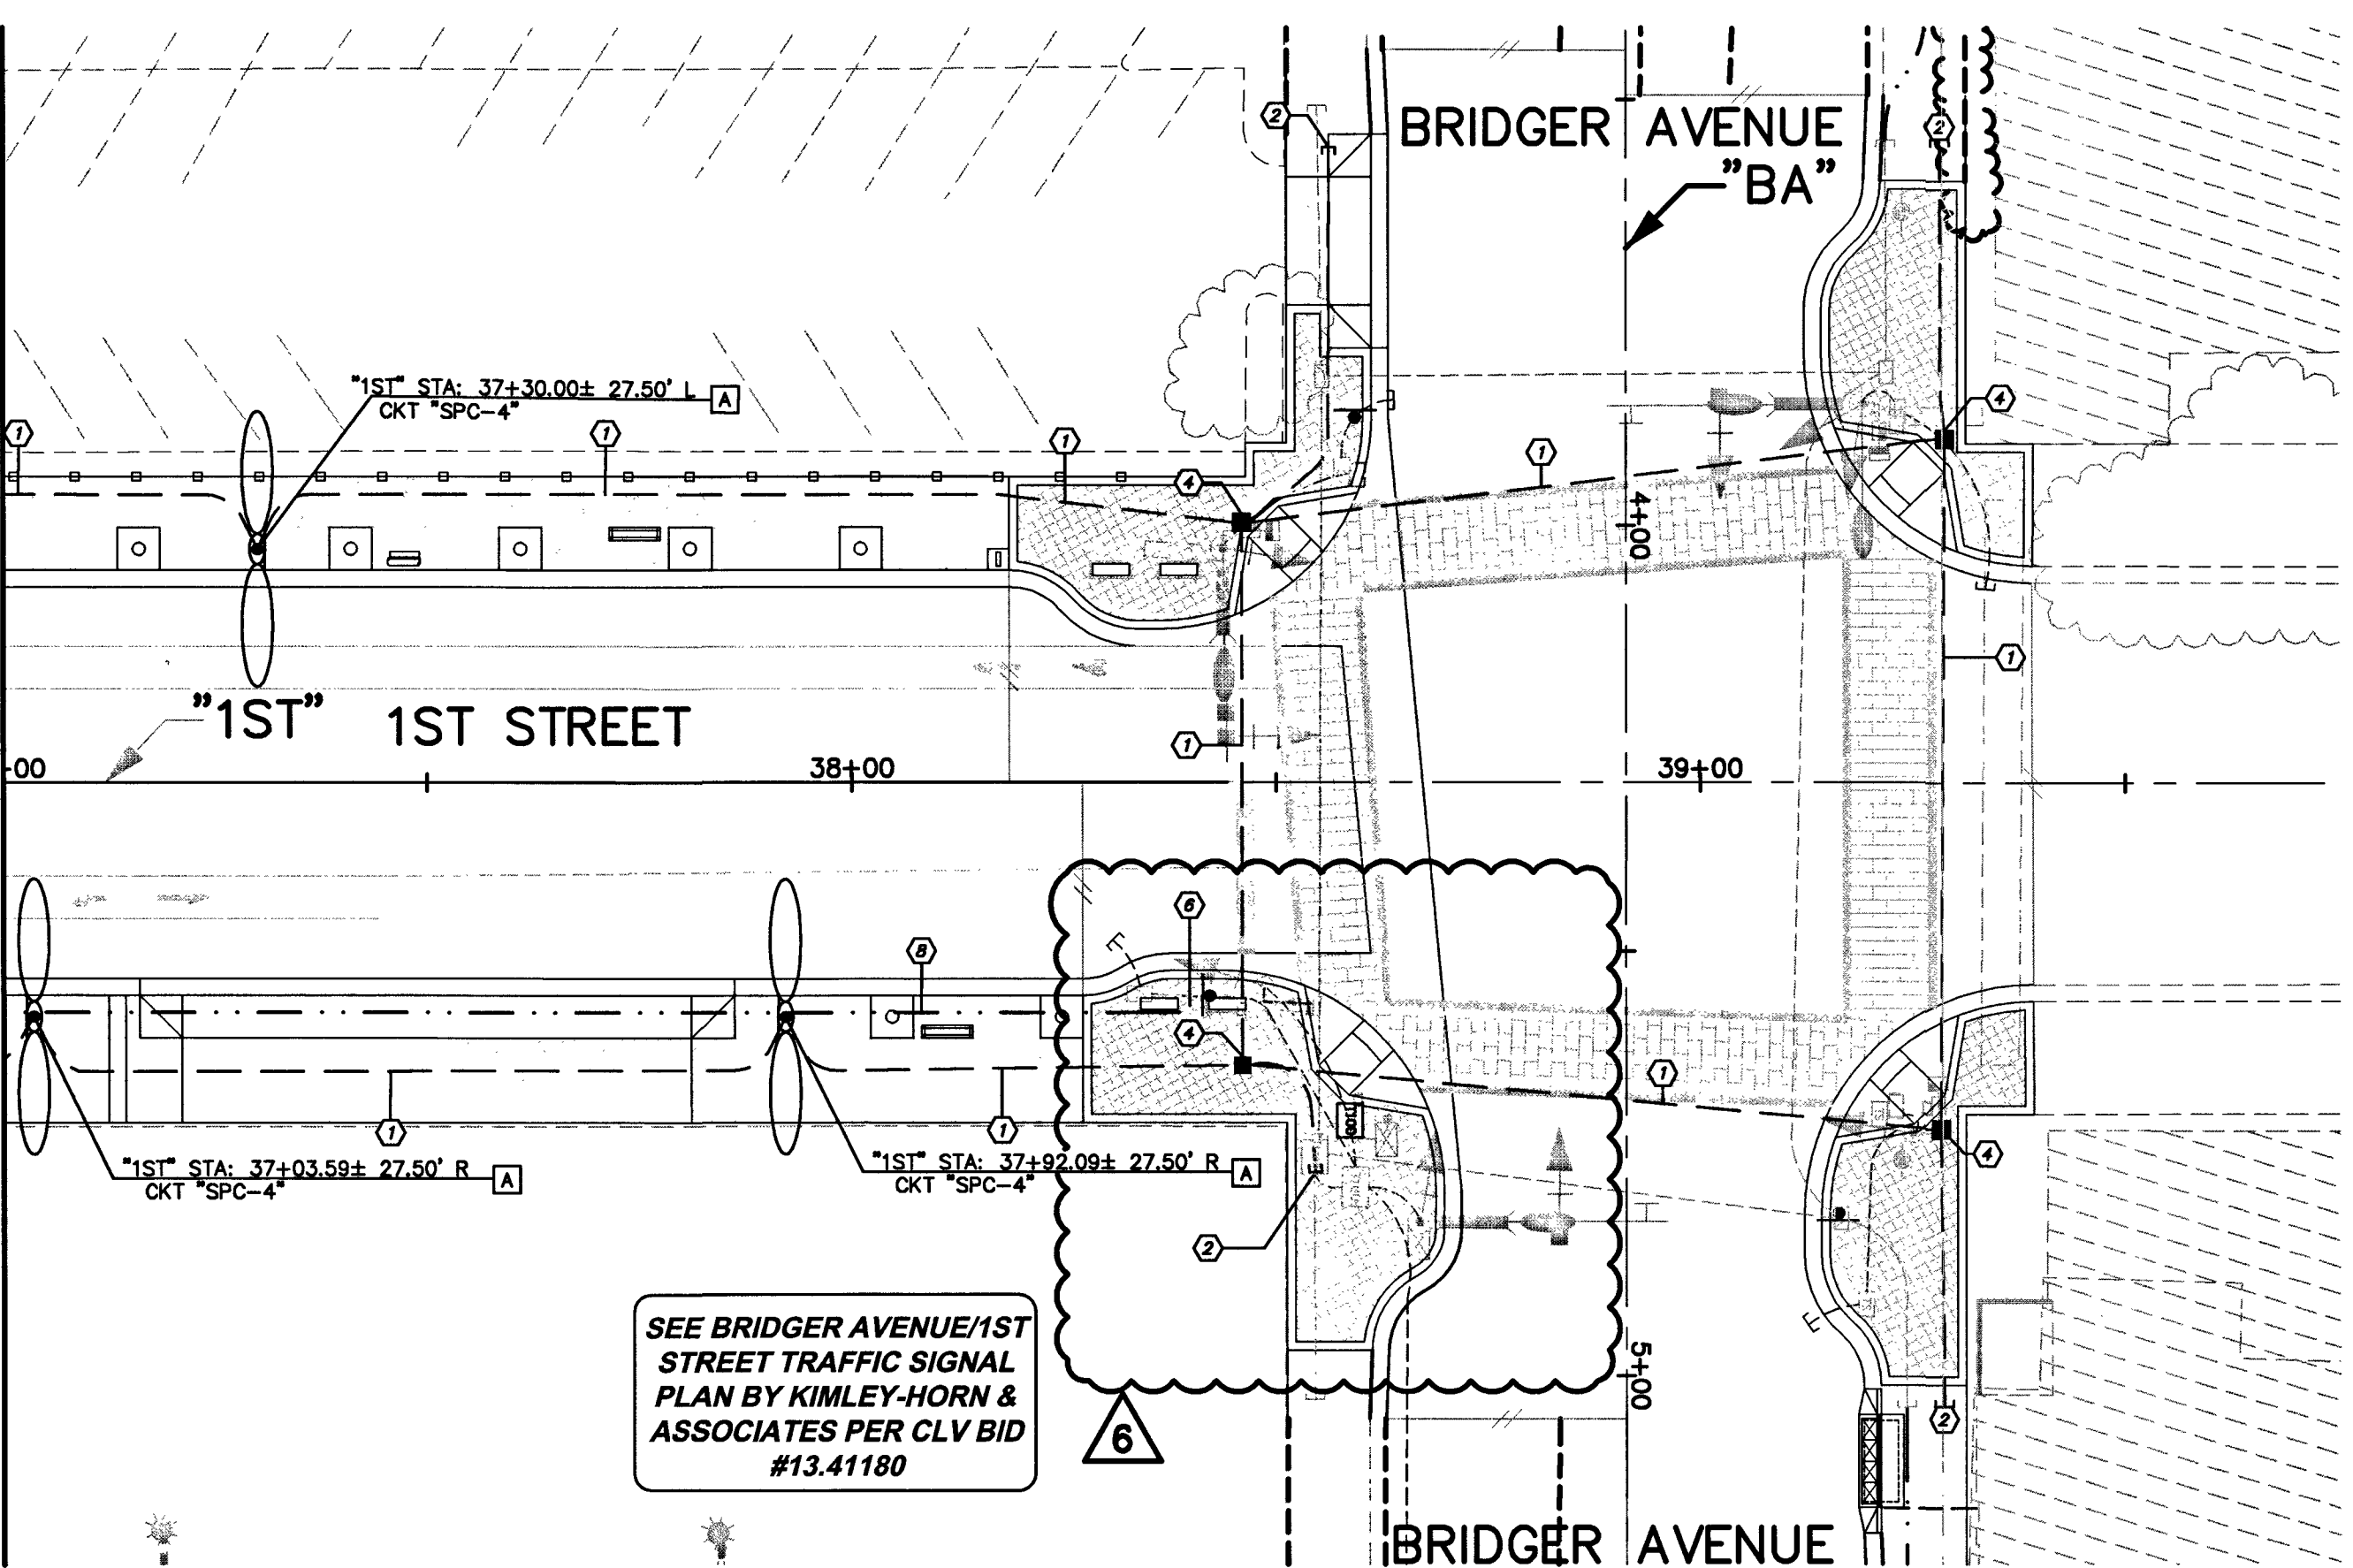 BRIDGER AVENUE
"BA"
2
2
"1ST" STA: 37+30.00± 27.50' L A
CKT "SPC-4"
1
1
1
4
1
4
4+00
1
"1ST" 1ST STREET
1
-00
38+00
39+00
6
8
4
1
1
1
4
"1ST" STA: 37+03.59± 27.50' R A
CKT "SPC-4"
"1ST" STA: 37+92.09± 27.50' R A
CKT "SPC-4"
2
SEE BRIDGER AVENUE/1ST
STREET TRAFFIC SIGNAL
PLAN BY KIMLEY-HORN &
ASSOCIATES PER CLV BID
#13.41180
6
5+00
2
BRIDGER AVENUE